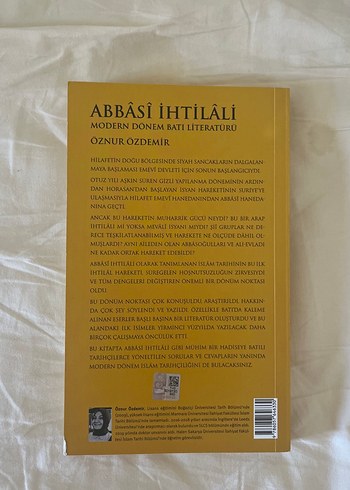 ABBÂSÎ İHTİLÂLİ
MODERN DÖNEM BATI LİTERATÜRÜ
ÖZNUR ÖZDEMİR
HİLAFETİN DOĞU BÖLGESİNDE SİYAH SANCAKLARIN DALGALAN-
MAYA BAŞLAMASI EMEVÎ DEVLETİ İÇİN SONUN BAŞLANGICIYDI.
OTUZ YILI AŞKIN SÜREN GİZLİ YAPILANMA DÖNEMİNİN ARDIN-
DAN HORASAN'DAN BAŞLAYAN İSYAN HAREKETİNİN SURİYE'YE
ULAŞMASIYLA HİLAFET EMEVÎ HANEDANINDAN ABBÂSÎ HANEDA-
NINA GEÇTİ.
ANCAK BU HAREKETİN MUHARRİK GÜCÜ NEYDİ? BU BİR ARAP
İHTİLALİ Mİ YOKSA MEVALİ İSYANI MIYDI? ŞİÎ GRUPLAR NE DE-
RECE TEŞKİLATLANABİLMİŞ VE HAREKETE NE ÖLÇÜDE DÂHİL OL-
MUŞLARDI? AYNI AİLEDEN OLAN ABBASOĞULLARI VE ALİ EVLADI
NE KADAR ORTAK HAREKET EDEBİLDİ?
ABBÂSÎ İHTİLALİ OLARAK TANIMLANAN İSLAM TARİHİNİN BU İLK
İHTİLAL HAREKETİ, SÜREGELEN HOŞNUTSUZLUĞUN ZİRVESİYDİ
VE TÜM DENGELERİ DEĞİŞTİREN ÖNEMLİ BİR DÖNÜM NOKTASI
OLDU.
BU DÖNÜM NOKTASI ÇOK KONUŞULDU, ARAŞTIRILDI, HAKKIN-
DA ÇOK ŞEY SÖYLENDİ VE YAZILDI. ÖZELLİKLE BATI'DA KALEME
ALINAN ESERLER BAŞLI BAŞINA BİR LİTERATÜR OLUŞTURDU VE BU
ALANDAKİ İLK İSİMLER YİRMİNCİ YÜZYILDA YAZILACAK DAHA
BİRÇOK ÇALIŞMAYA ÖNCÜLÜK ETTİ.
BU KİTAPTA ABBÂSÎ İHTİLALİ GİBİ MÜHİM BİR HADİSEYE BATILI
TARİHÇİLERCE YÖNELTİLEN SORULAR VE CEVAPLARIN YANINDA
MODERN DÖNEM İSLAM TARİHÇİLİĞİNİ DE BULACAKSINIZ.
Öznur Özdemir,